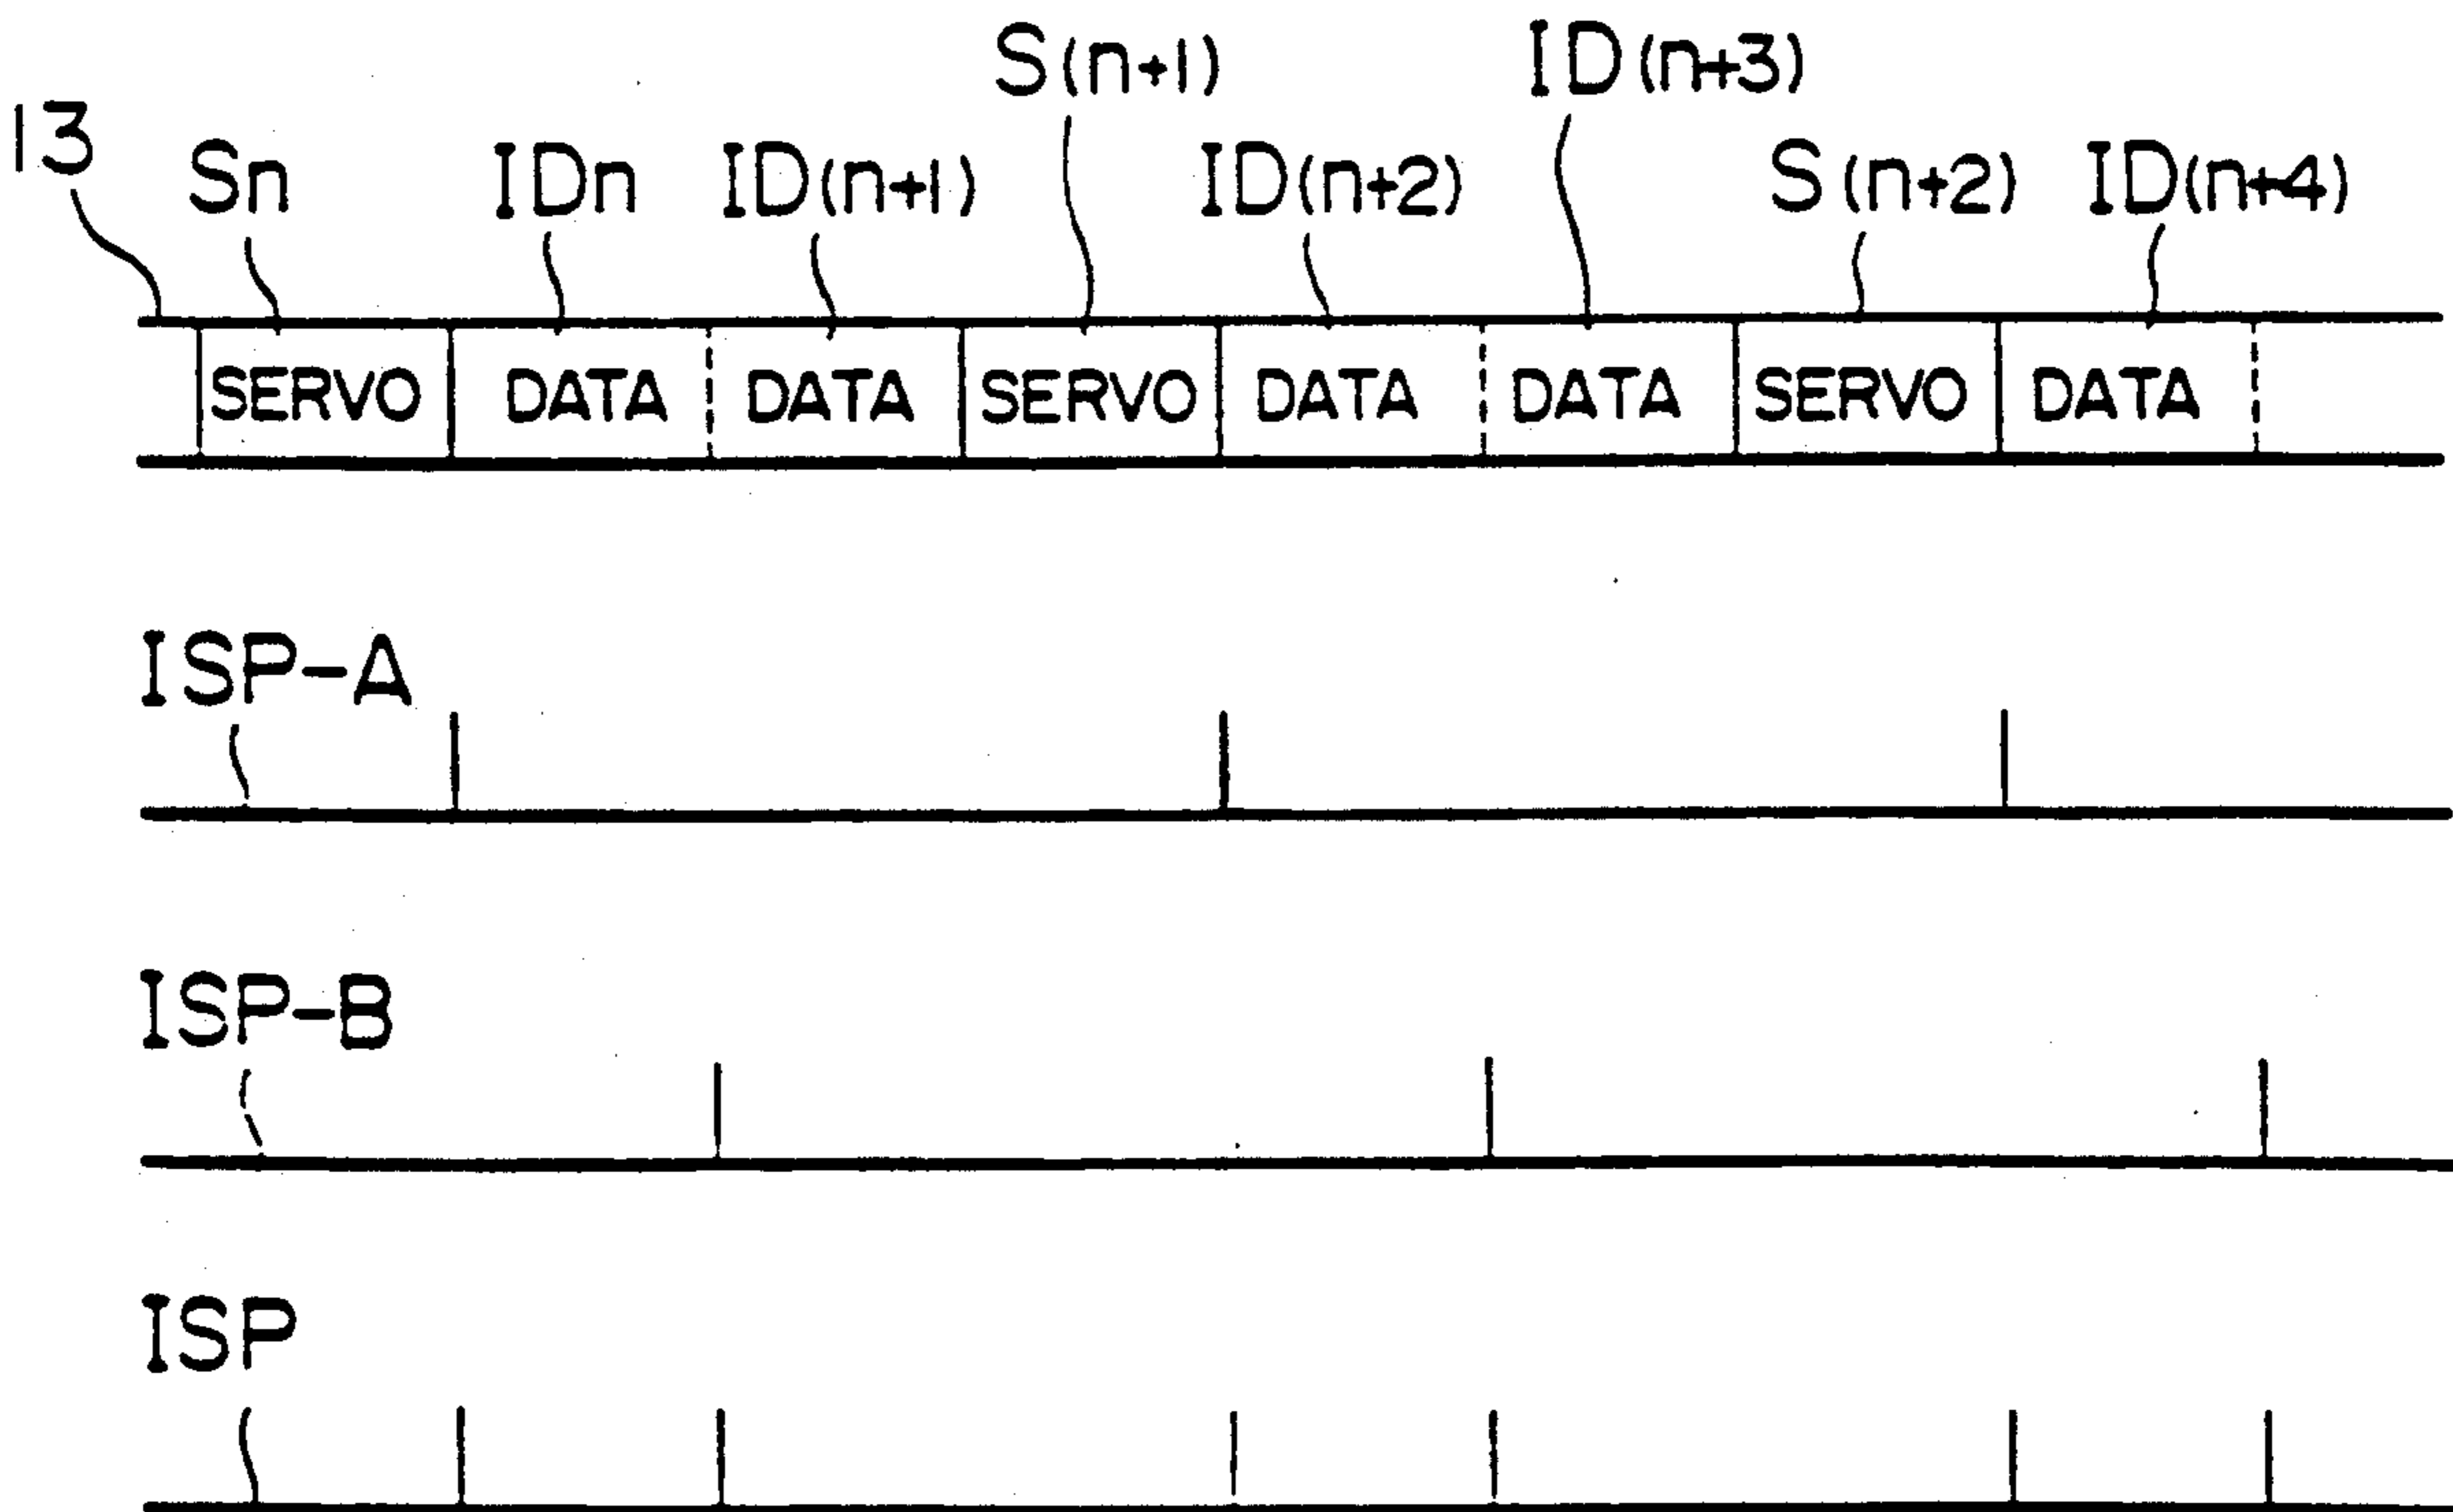 S(n+1) ID(n+3)
13 Sn IDn ID(n+1) ID(n+2) S(n+2) ID(n+4)
SERVO DATA DATA SERVO DATA DATA SERVO DATA
ISP-A
ISP-B
ISP